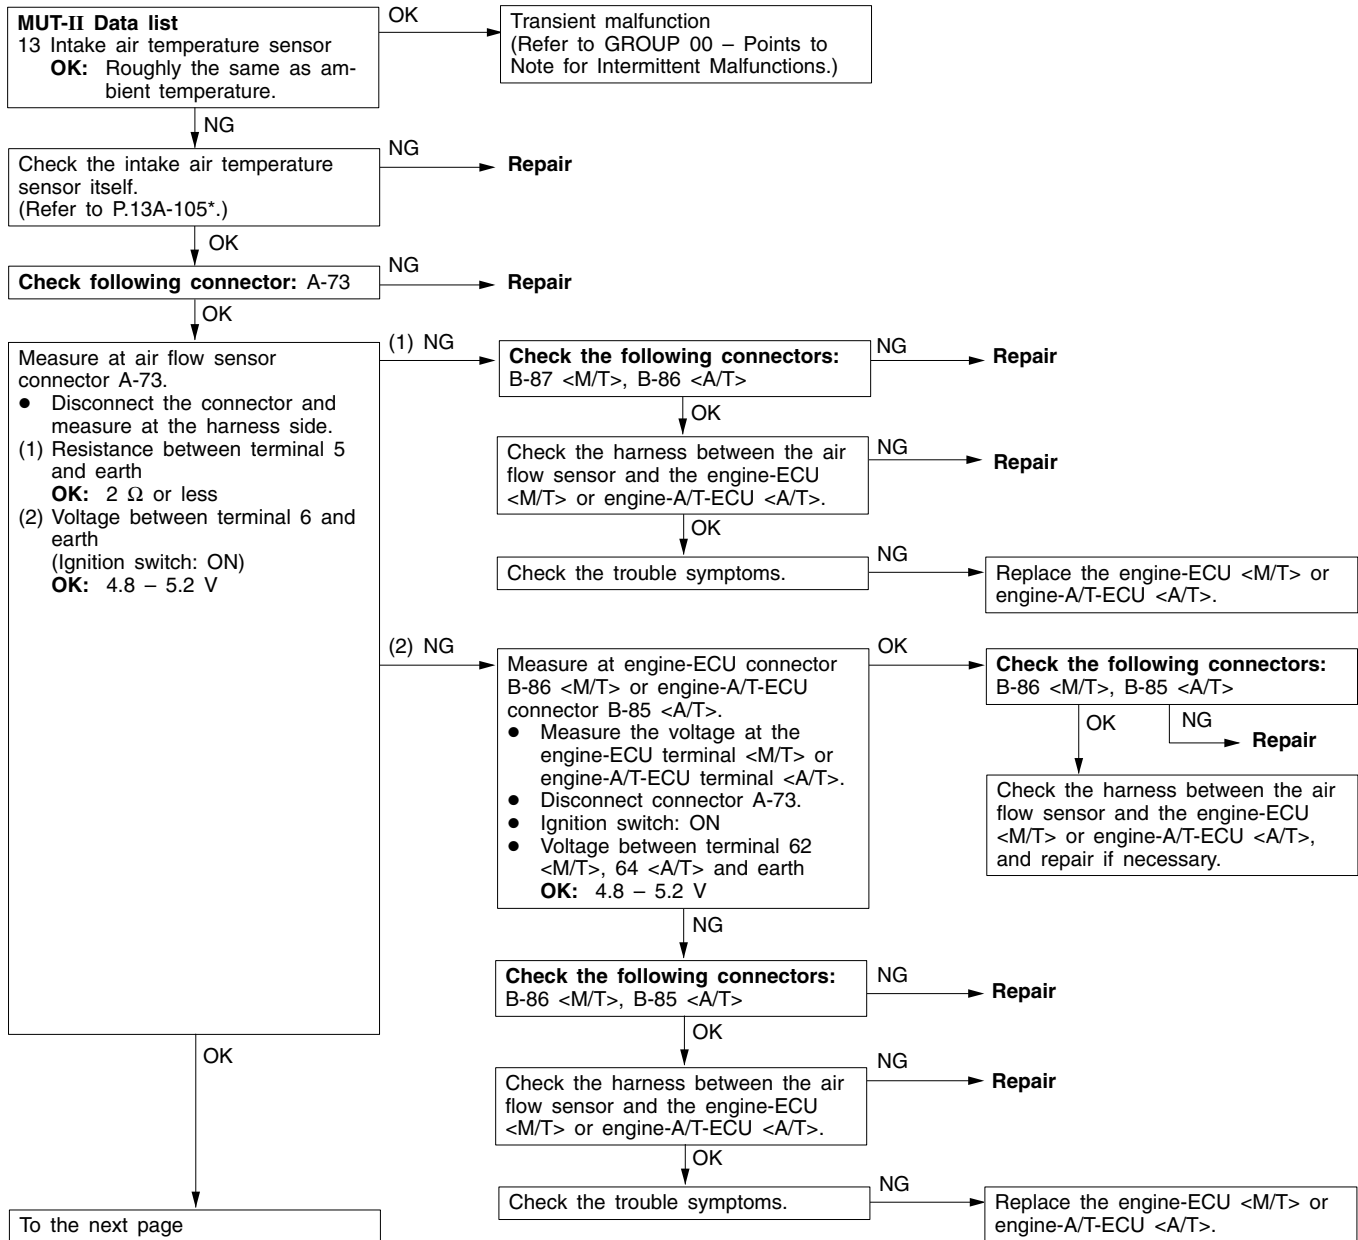 MUT-II Data list
13 Intake air temperature sensor
OK: Roughly the same as am-
bient temperature.
OK
Transient malfunction
(Refer to GROUP 00 – Points to
Note for Intermittent Malfunctions.)
NG
Check the intake air temperature
sensor itself.
(Refer to P.13A-105*.)
NG
Repair
OK
Check following connector: A-73
NG
Repair
OK
Measure at air flow sensor
connector A-73.
● Disconnect the connector and
measure at the harness side.
(1) Resistance between terminal 5
and earth
OK: 2 Ω or less
(2) Voltage between terminal 6 and
earth
(Ignition switch: ON)
OK: 4.8 – 5.2 V
(1) NG
Check the following connectors:
B-87 <M/T>, B-86 <A/T>
NG
Repair
OK
Check the harness between the air
flow sensor and the engine-ECU
<M/T> or engine-A/T-ECU <A/T>.
NG
Repair
OK
Check the trouble symptoms.
NG
Replace the engine-ECU <M/T> or
engine-A/T-ECU <A/T>.
(2) NG
Measure at engine-ECU connector
B-86 <M/T> or engine-A/T-ECU
connector B-85 <A/T>.
● Measure the voltage at the
engine-ECU terminal <M/T> or
engine-A/T-ECU terminal <A/T>.
● Disconnect connector A-73.
● Ignition switch: ON
● Voltage between terminal 62
<M/T>, 64 <A/T> and earth
OK: 4.8 – 5.2 V
OK
Check the following connectors:
B-86 <M/T>, B-85 <A/T>
OK
NG
Repair
Check the harness between the air
flow sensor and the engine-ECU
<M/T> or engine-A/T-ECU <A/T>,
and repair if necessary.
NG
Check the following connectors:
B-86 <M/T>, B-85 <A/T>
NG
Repair
OK
Check the harness between the air
flow sensor and the engine-ECU
<M/T> or engine-A/T-ECU <A/T>.
NG
Repair
OK
Check the trouble symptoms.
NG
Replace the engine-ECU <M/T> or
engine-A/T-ECU <A/T>.
OK
To the next page